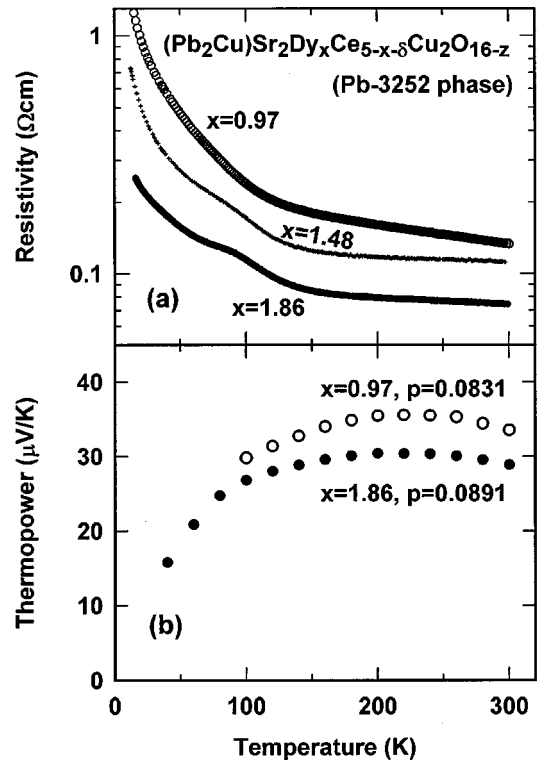 (Pb₂Cu)Sr₂DyₓCe₅₋ₓ₋δCu₂O₁₆₋z
(Pb-3252 phase)
1
0.1
Resistivity (Ωcm)
x=0.97
x=1.48
x=1.86
(a)
40
30
20
10
0
Thermopower (μV/K)
x=0.97, p=0.0831
x=1.86, p=0.0891
(b)
0 100 200 300
Temperature (K)